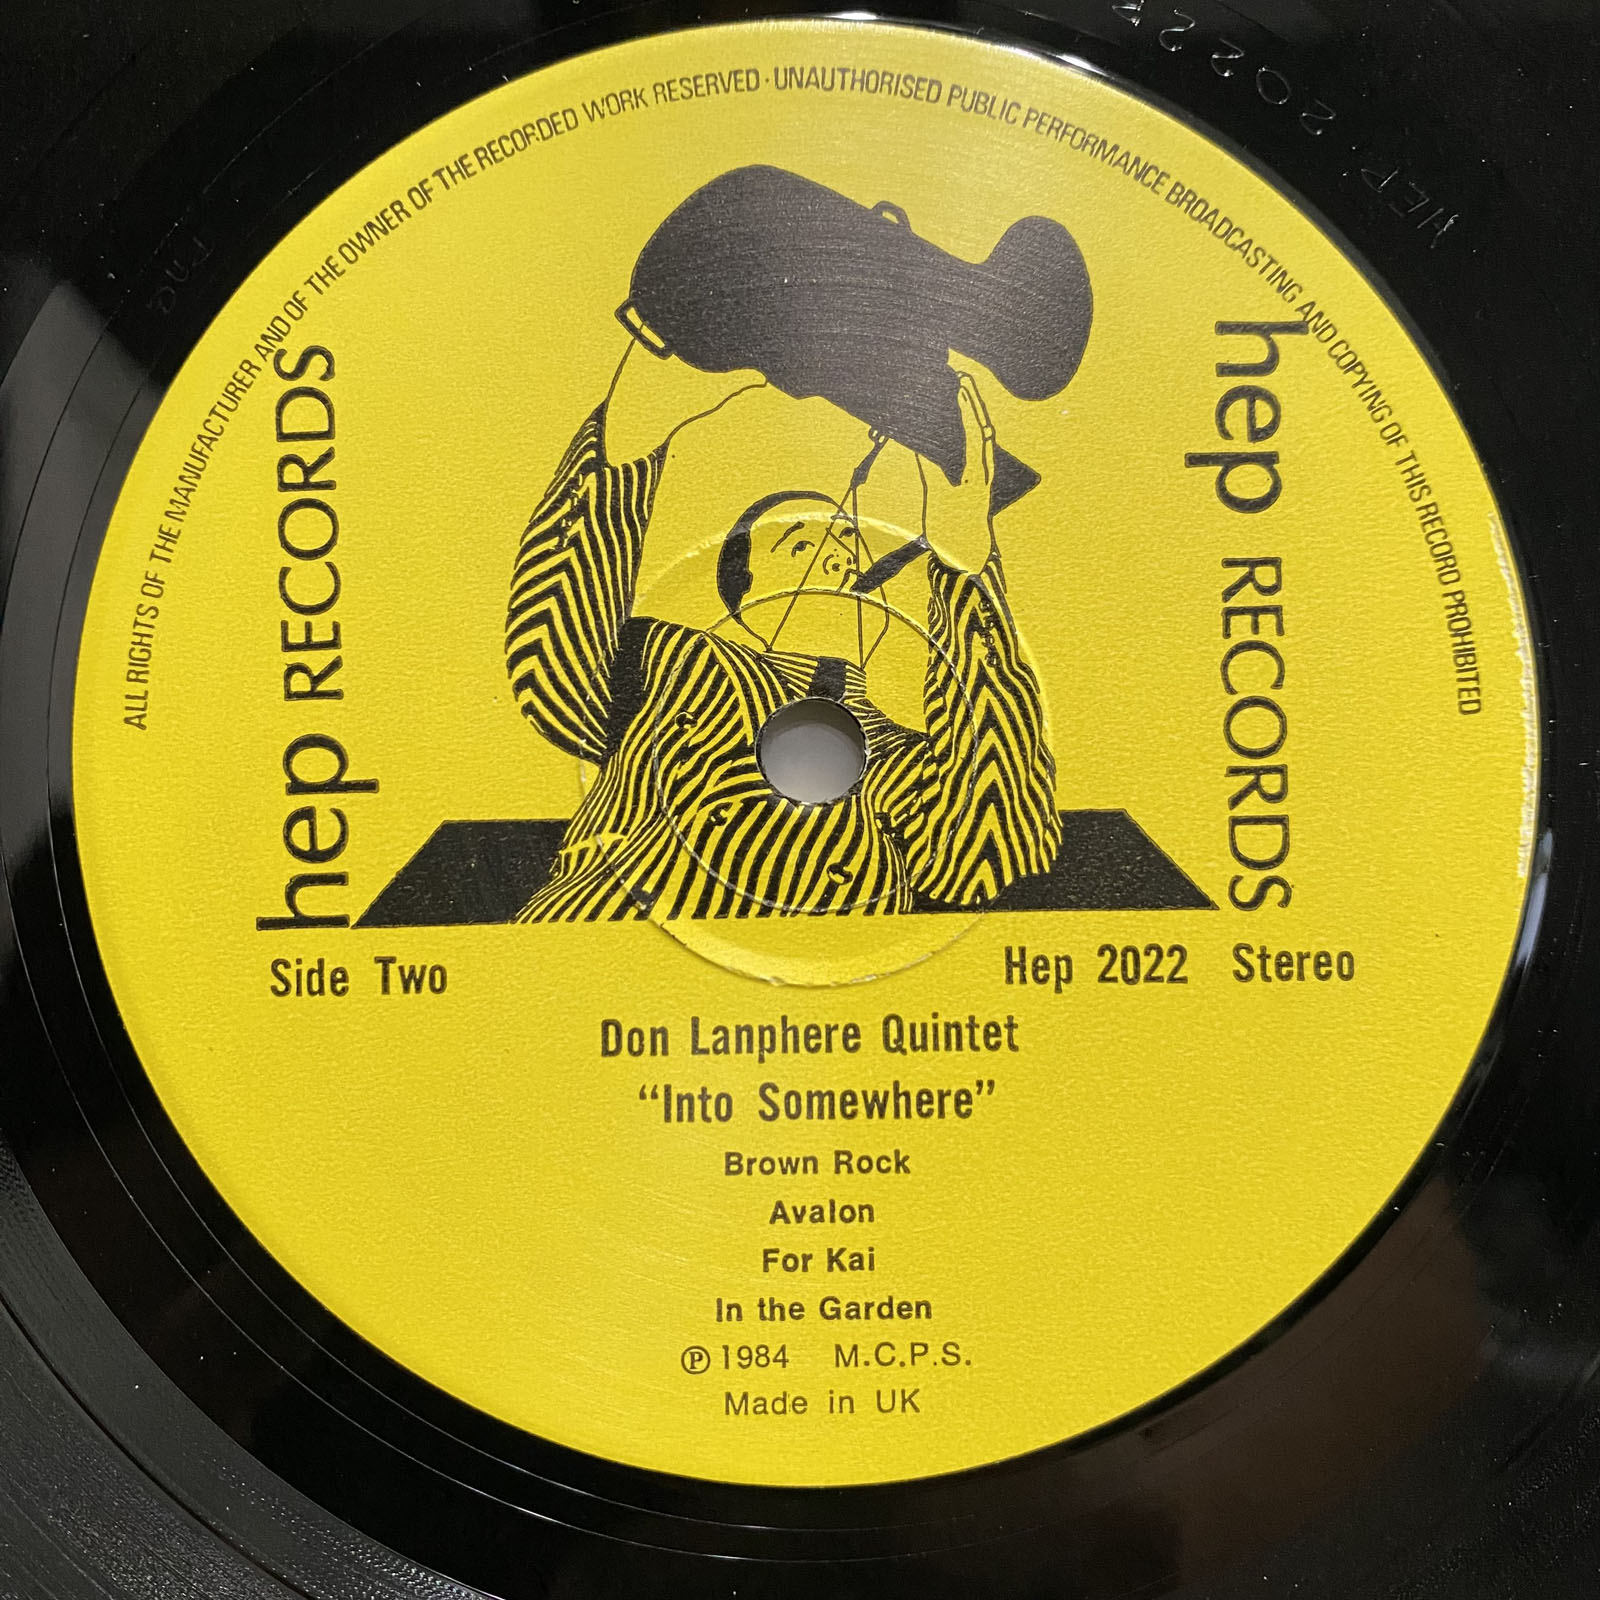 ALL RIGHTS OF THE MANUFACTURER AND OF THE OWNER OF THE RECORDED WORK RESERVED · UNAUTHORISED PUBLIC PERFORMANCE BROADCASTING AND COPYING OF THIS RECORD PROHIBITED
hep RECORDS
hep RECORDS
Side Two
Hep 2022 Stereo
Don Lanphere Quintet
“Into Somewhere”
Brown Rock
Avalon
For Kai
In the Garden
Ⓟ 1984 M.C.P.S.
Made in UK
HEP 2022